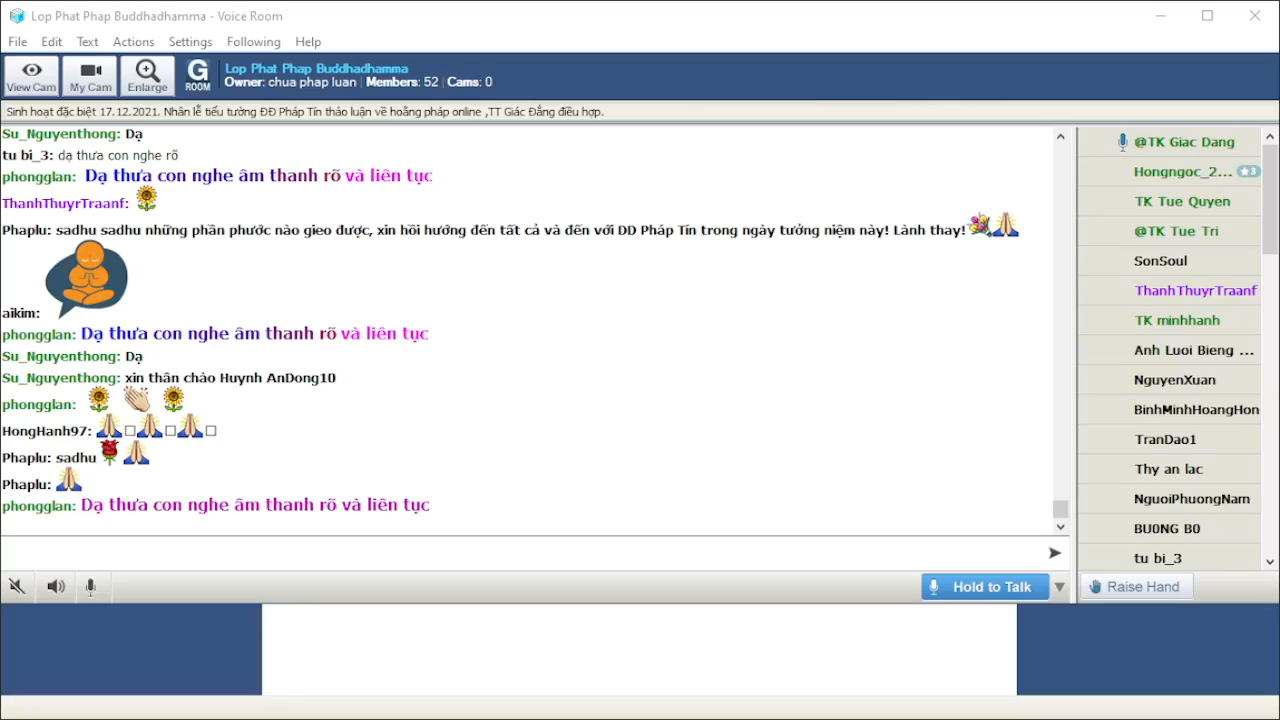 Lop Phat Phap Buddhadhamma - Voice Room
File Edit Text Actions Settings Following Help
View Cam My Cam Enlarge G ROOM
Lop Phat Phap Buddhadhamma
Owner: chua phap luan | Members: 52 | Cams: 0
Sinh hoạt đặc biệt 17.12.2021. Nhân lễ tiểu tường ĐĐ Pháp Tín thảo luận về hoằng pháp online ,TT Giác Đẳng điều hợp.
Su_Nguyenthong: Dạ
tu bi_3: dạ thưa con nghe rõ
phongglan: Dạ thưa con nghe âm thanh rõ và liên tục
ThanhThuyrTraanf:
Phaplu: sadhu sadhu những phần phước nào gieo được, xin hồi hướng đến tất cả và đến với DD Pháp Tín trong ngày tưởng niệm này! Lành thay!
aikim:
phongglan: Dạ thưa con nghe âm thanh rõ và liên tục
Su_Nguyenthong: Dạ
Su_Nguyenthong: xin thân chào Huynh AnDong10
phongglan:
HongHanh97:
Phaplu: sadhu
Phaplu:
phongglan: Dạ thưa con nghe âm thanh rõ và liên tục
@TK Giac Dang
Hongngoc_2... 3
TK Tue Quyen
@TK Tue Tri
SonSoul
ThanhThuyrTraanf
TK minhhanh
Anh Luoi Bieng ...
NguyenXuan
BinhMinhHoangHon
TranDao1
Thy an lac
NguoiPhuongNam
BU0NG B0
tu bi_3
Hold to Talk
Raise Hand